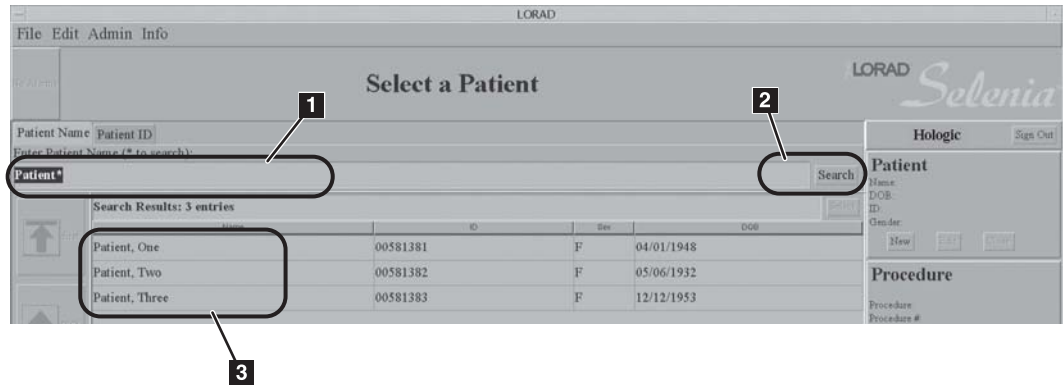 LORAD
File Edit Admin Info
Select a Patient
LORAD
Selenia
1
2
Patient Name Patient ID
Hologic Sign Out
Enter Patient Name (* to search):
Patient* Search
Patient
Name:
DOB:
ID:
Gender:
New Edit
Search Results: 3 entries Select
Name ID Sex DOB
Patient, One 00581381 F 04/01/1948
Patient, Two 00581382 F 05/06/1932
Patient, Three 00581383 F 12/12/1953
Procedure
Procedure:
Procedure #:
3